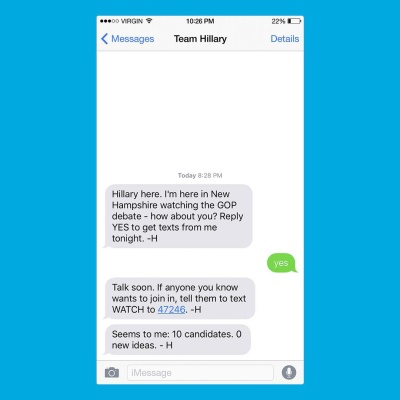 VIRGIN 10:26 PM 22%
Messages Team Hillary Details
Today 8:28 PM
Hillary here. I'm here in New
Hampshire watching the GOP
debate - how about you? Reply
YES to get texts from me
tonight. -H
yes
Talk soon. If anyone you know
wants to join in, tell them to text
WATCH to 47246. -H
Seems to me: 10 candidates. 0
new ideas. - H
iMessage